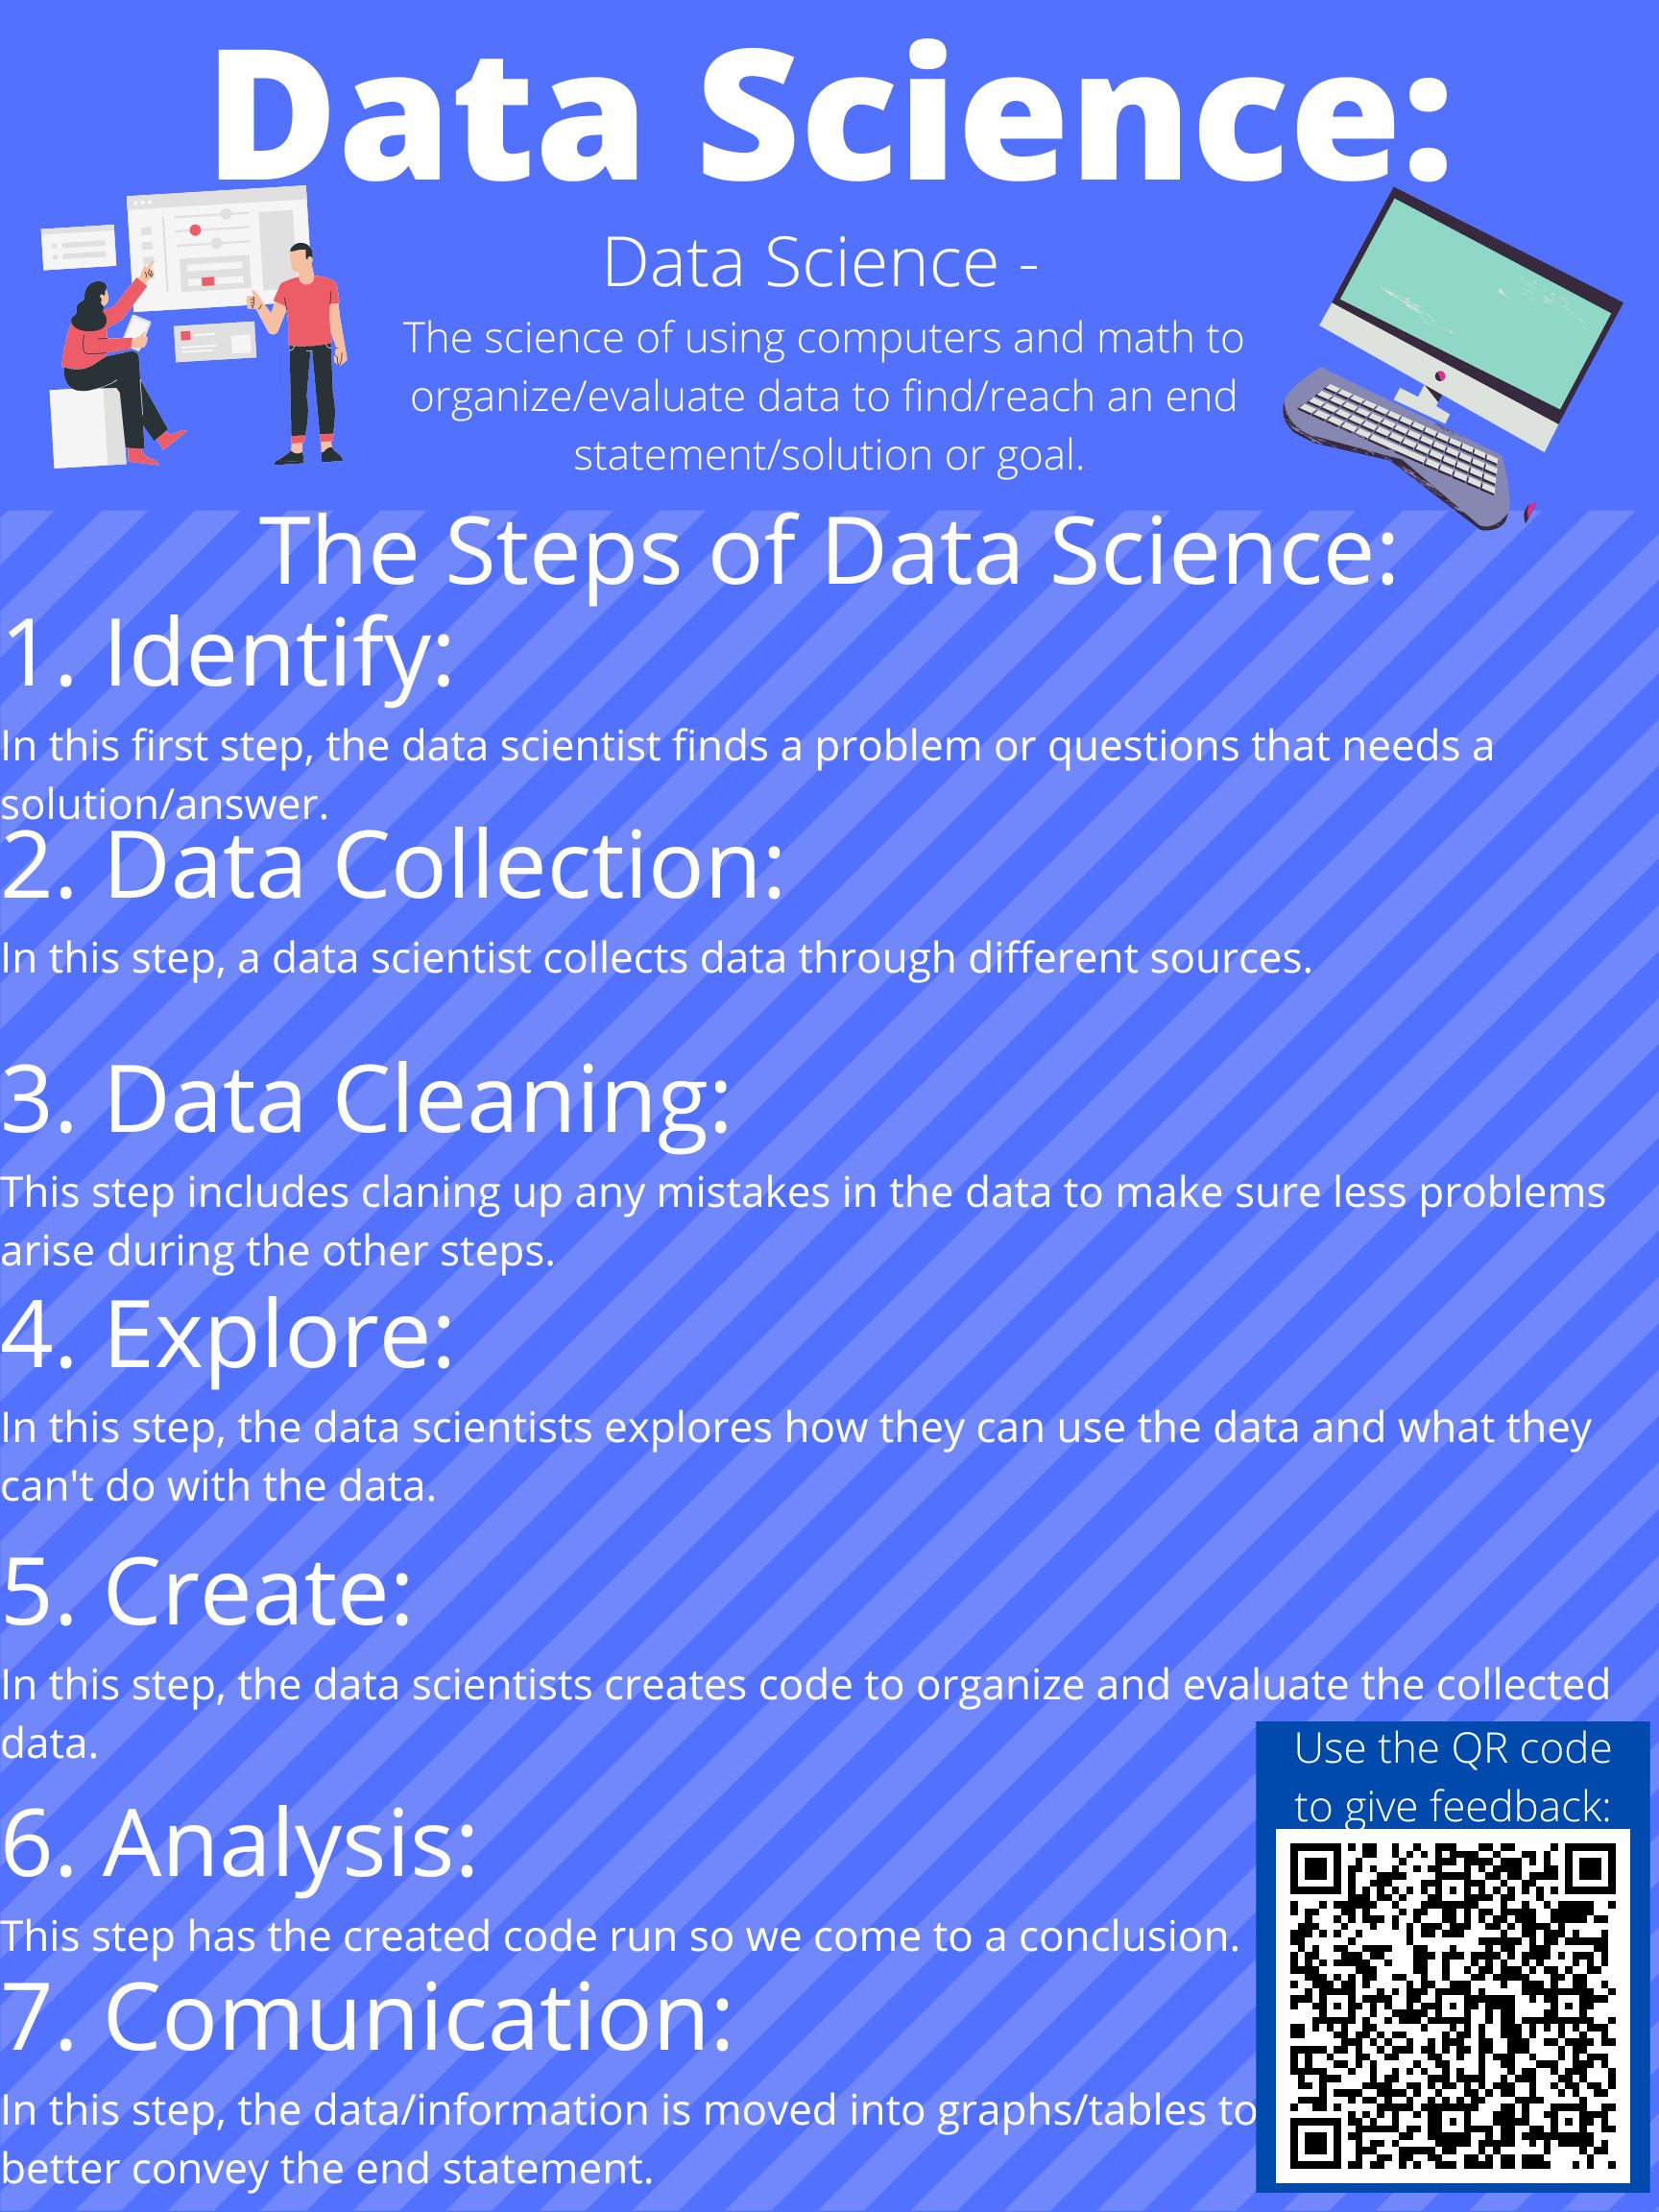 Data Science:
Data Science -
The science of using computers and math to
organize/evaluate data to find/reach an end
statement/solution or goal.
The Steps of Data Science:
1. Identify:
In this first step, the data scientist finds a problem or questions that needs a
solution/answer.
2. Data Collection:
In this step, a data scientist collects data through different sources.
3. Data Cleaning:
This step includes claning up any mistakes in the data to make sure less problems
arise during the other steps.
4. Explore:
In this step, the data scientists explores how they can use the data and what they
can't do with the data.
5. Create:
In this step, the data scientists creates code to organize and evaluate the collected
data.
6. Analysis:
This step has the created code run so we come to a conclusion.
7. Comunication:
In this step, the data/information is moved into graphs/tables to
better convey the end statement.
Use the QR code
to give feedback: